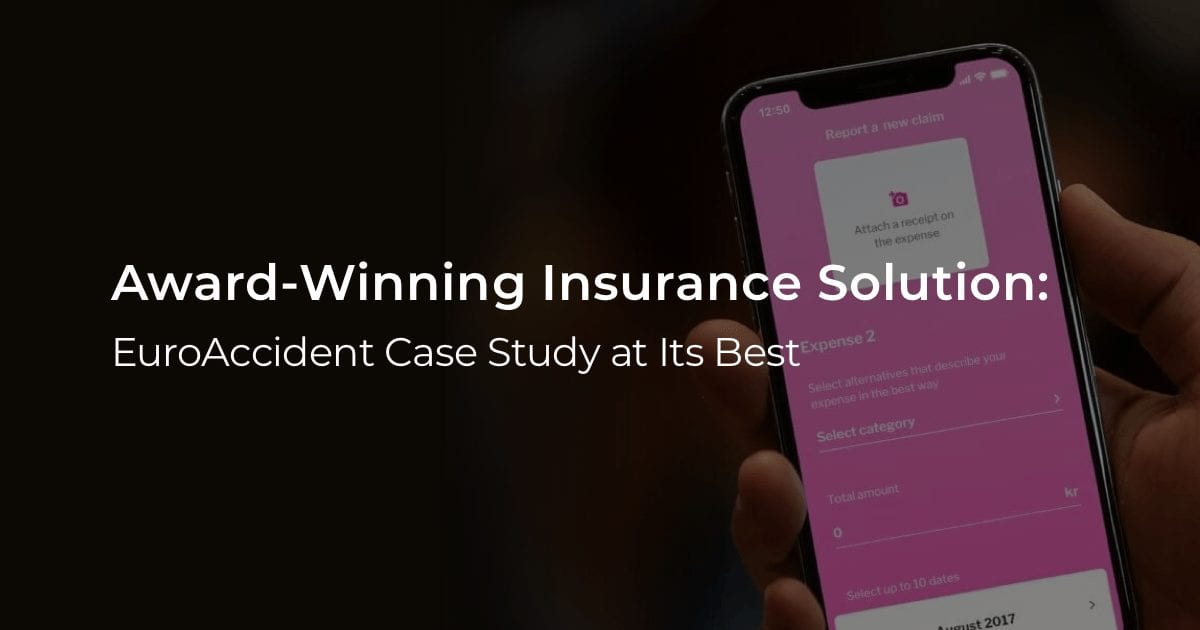 12:50
Report a new claim
Attach a receipt on
the expense
Award-Winning Insurance Solution:
EuroAccident Case Study at Its Best
Expense 2
Select alternatives that describe your
expense in the best way
Select category
Total amount
kr
0
Select up to 10 dates
August 2017